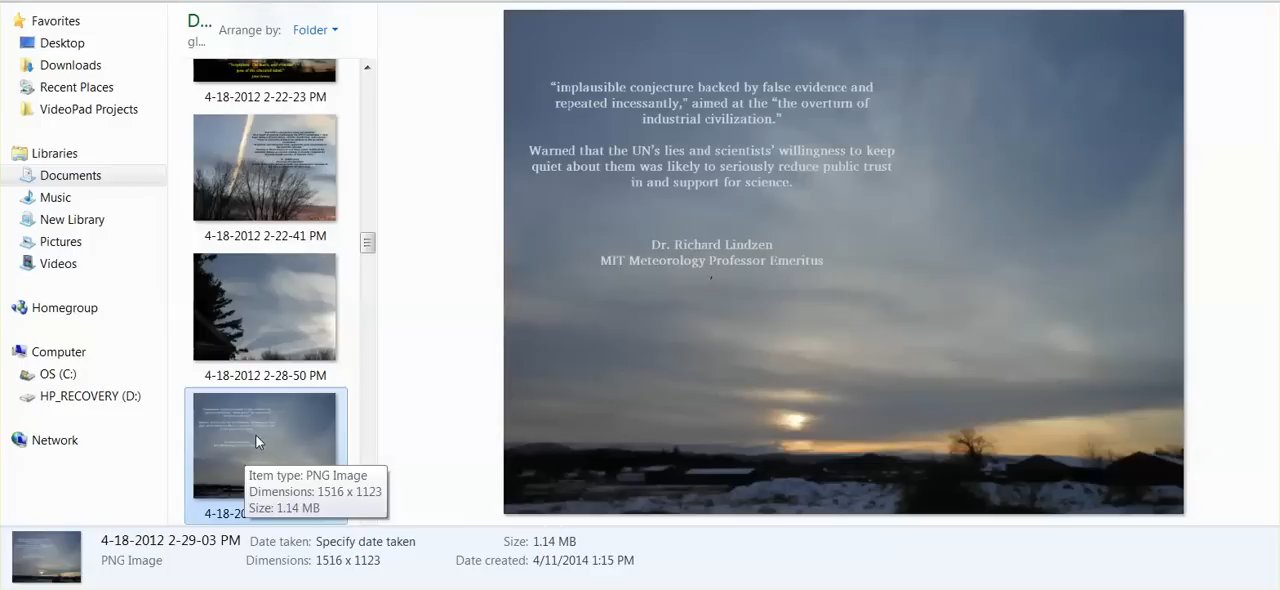 Favorites
Desktop
Downloads
Recent Places
VideoPad Projects
Libraries
Documents
Music
New Library
Pictures
Videos
Homegroup
Computer
OS (C:)
HP_RECOVERY (D:)
Network
D...
gl...
Arrange by: Folder
4-18-2012 2-22-23 PM
4-18-2012 2-22-41 PM
4-18-2012 2-28-50 PM
Item type: PNG Image
Dimensions: 1516 x 1123
Size: 1.14 MB
4-18-20
“implausible conjecture backed by false evidence and
repeated incessantly,” aimed at the “the overturn of
industrial civilization.”
Warned that the UN’s lies and scientists’ willingness to keep
quiet about them was likely to seriously reduce public trust
in and support for science.
Dr. Richard Lindzen
MIT Meteorology Professor Emeritus
4-18-2012 2-29-03 PM Date taken: Specify date taken Size: 1.14 MB
PNG Image Dimensions: 1516 x 1123 Date created: 4/11/2014 1:15 PM